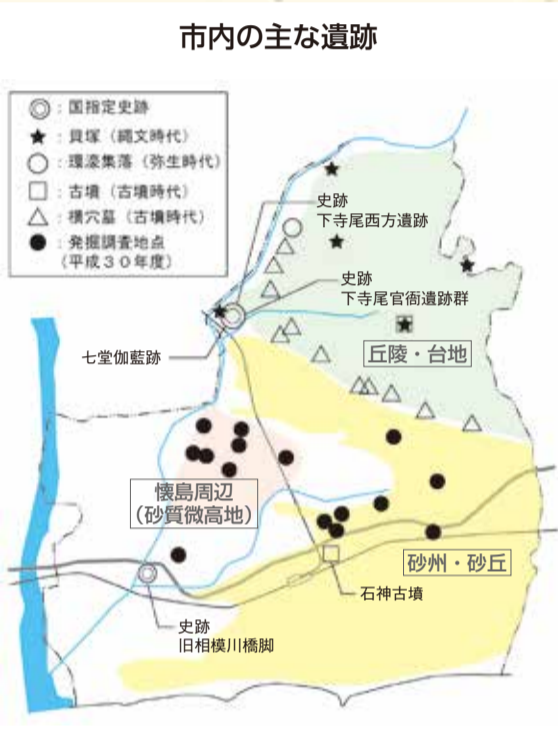 市内の主な遺跡
◎：国指定史跡
★：貝塚（縄文時代）
○：環濠集落（弥生時代）
□：古墳（古墳時代）
△：横穴墓（古墳時代）
●：発掘調査地点
（平成３０年度）
史跡
下寺尾西方遺跡
史跡
下寺尾官衙遺跡群
七堂伽藍跡
丘陵・台地
懐島周辺
（砂質微高地）
砂州・砂丘
石神古墳
史跡
旧相模川橋脚